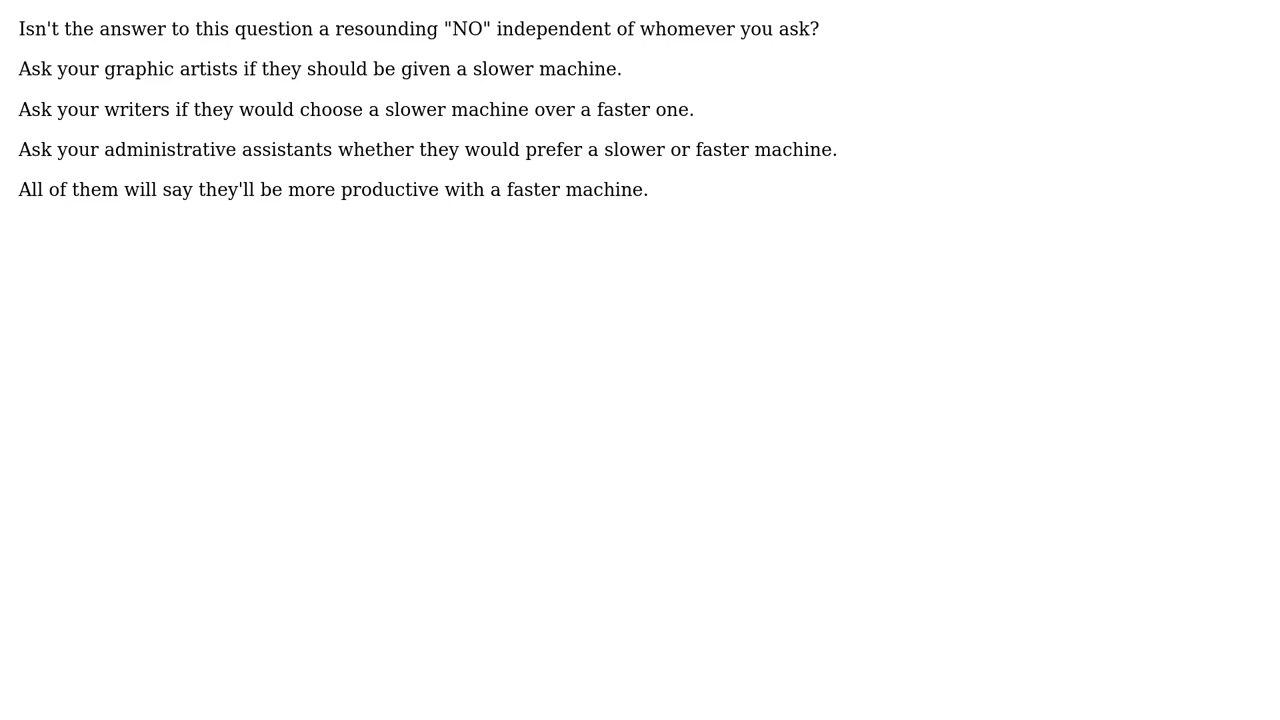 Isn't the answer to this question a resounding "NO" independent of whomever you ask?
Ask your graphic artists if they should be given a slower machine.
Ask your writers if they would choose a slower machine over a faster one.
Ask your administrative assistants whether they would prefer a slower or faster machine.
All of them will say they'll be more productive with a faster machine.